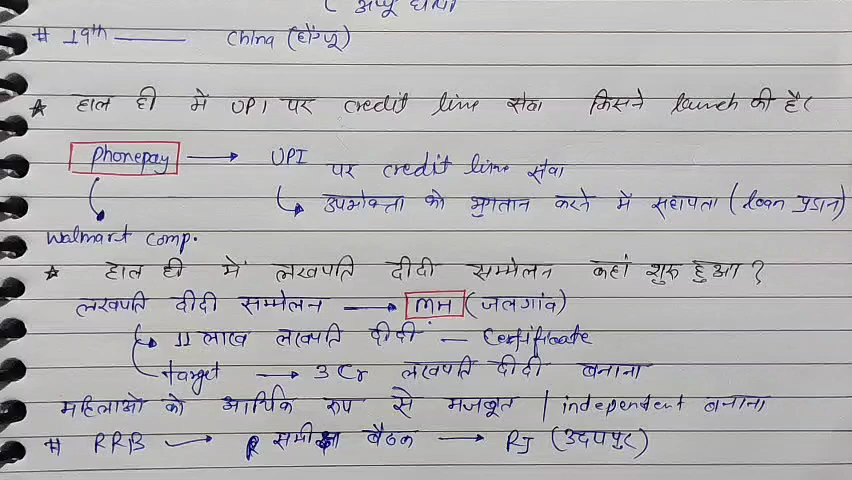 ( अप्पू घर)
# 19th —— China (होंग्जू)
★ हाल ही में UPI पर credit line सेवा किसने launch की है?
Phonepay → UPI पर credit line सेवा
↳ उपभोक्ता को भुगतान करने में सहायता (loan प्रदान)
Walmart comp.
★ हाल ही में लखपति दीदी सम्मेलन कहां शुरु हुआ?
लखपति दीदी सम्मेलन → MH (जलगांव)
↳ 11 लाख लखपति दीदी — Certificate
target → 3 Cr लखपति दीदी बनाना
महिलाओ को आर्थिक रुप से मजबूत / independent बनाना
# RRB → समीक्षा बैठक → RJ (उदयपुर)